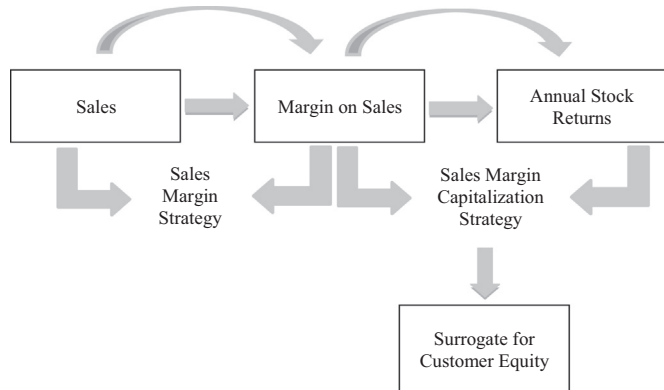 Sales
Margin on Sales
Annual Stock
Returns
Sales
Margin
Strategy
Sales Margin
Capitalization
Strategy
Surrogate for
Customer Equity